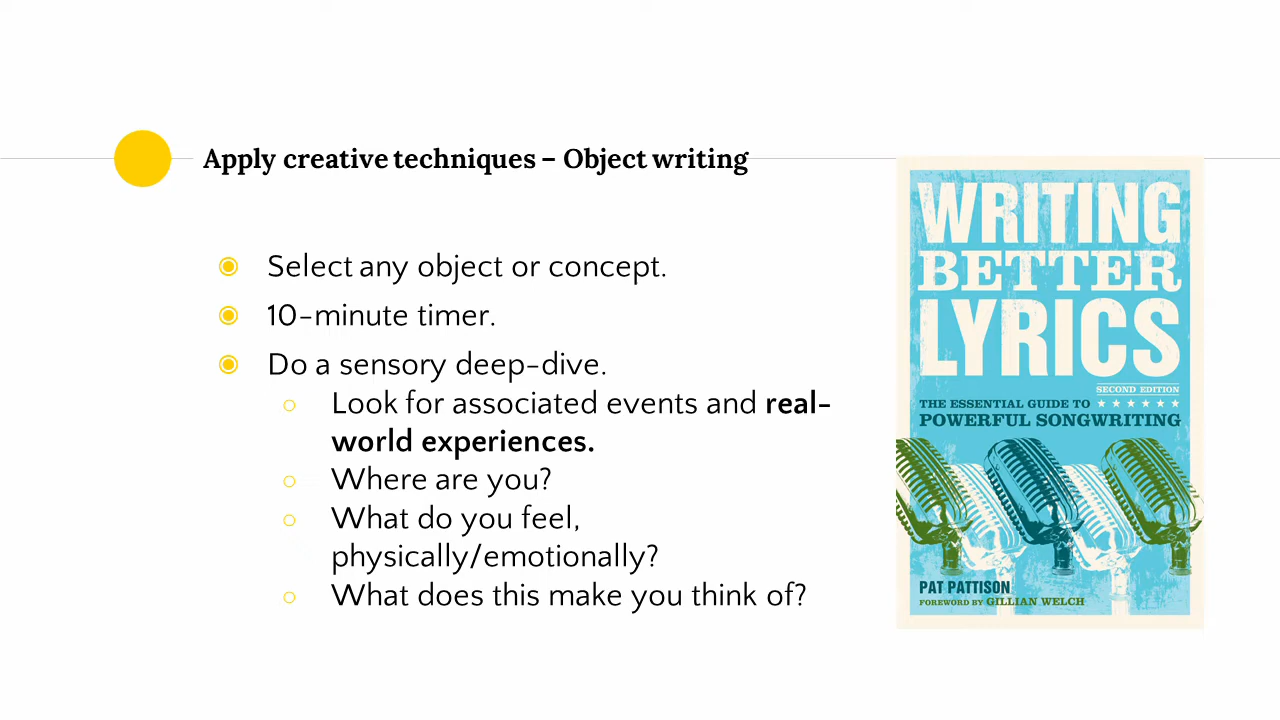 Apply creative techniques – Object writing
Select any object or concept.
10-minute timer.
Do a sensory deep-dive.
Look for associated events and real-
world experiences.
Where are you?
What do you feel,
physically/emotionally?
What does this make you think of?
WRITING
BETTER
LYRICS
SECOND EDITION
THE ESSENTIAL GUIDE TO
POWERFUL SONGWRITING
PAT PATTISON
FOREWORD BY GILLIAN WELCH